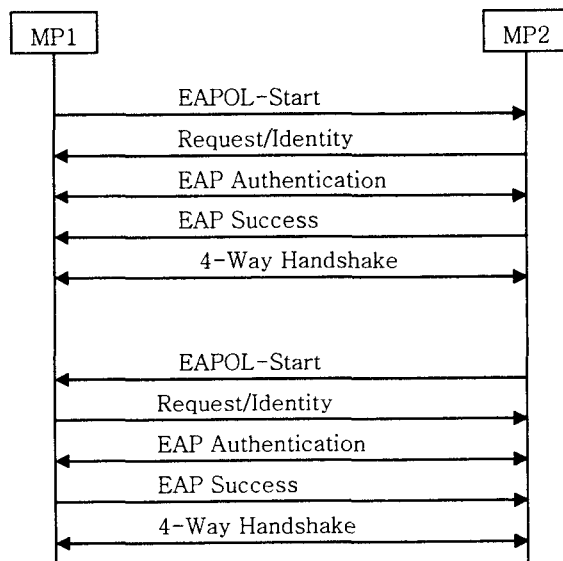 MP1
MP2
EAPOL-Start
Request/Identity
EAP Authentication
EAP Success
4-Way Handshake
EAPOL-Start
Request/Identity
EAP Authentication
EAP Success
4-Way Handshake